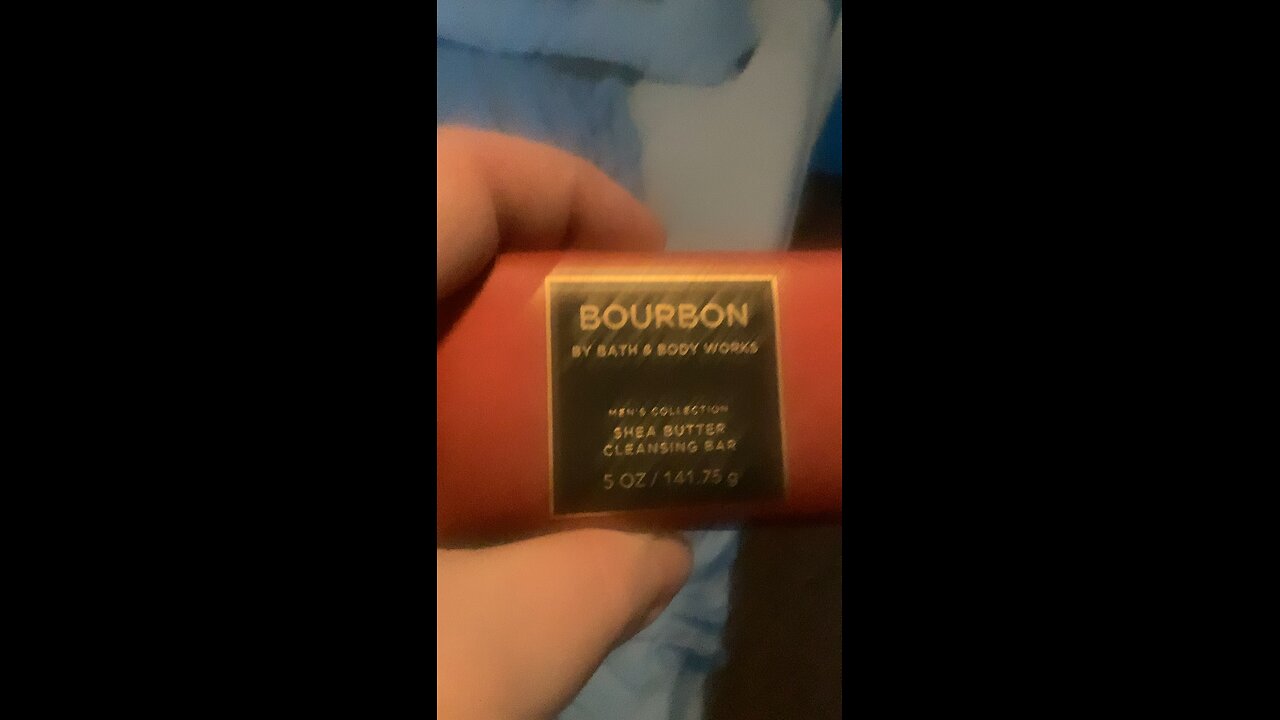 BOURBON
BY BATH & BODY WORKS
MEN'S COLLECTION
SHEA BUTTER
CLEANSING BAR
5 OZ / 141.75 g